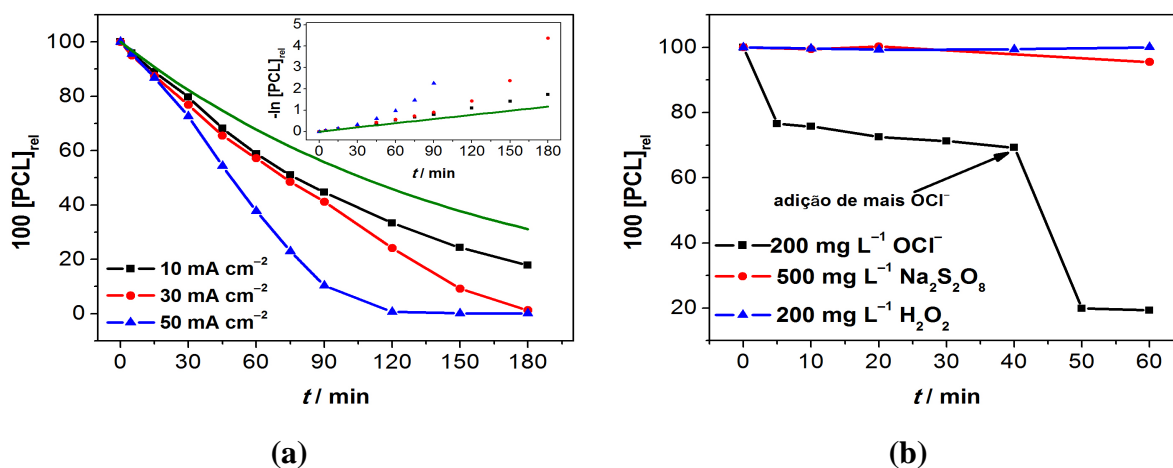 100 [PCL]rel
100
80
60
40
20
0
0 30 60 90 120 150 180
t / min
10 mA cm⁻²
30 mA cm⁻²
50 mA cm⁻²
-ln [PCL]rel
5
4
3
2
1
0
0 30 60 90 120 150 180
t / min
(a)
100 [PCL]rel
100
80
60
40
20
0 10 20 30 40 50 60
t / min
adição de mais OCl⁻
200 mg L⁻¹ OCl⁻
500 mg L⁻¹ Na₂S₂O₈
200 mg L⁻¹ H₂O₂
(b)